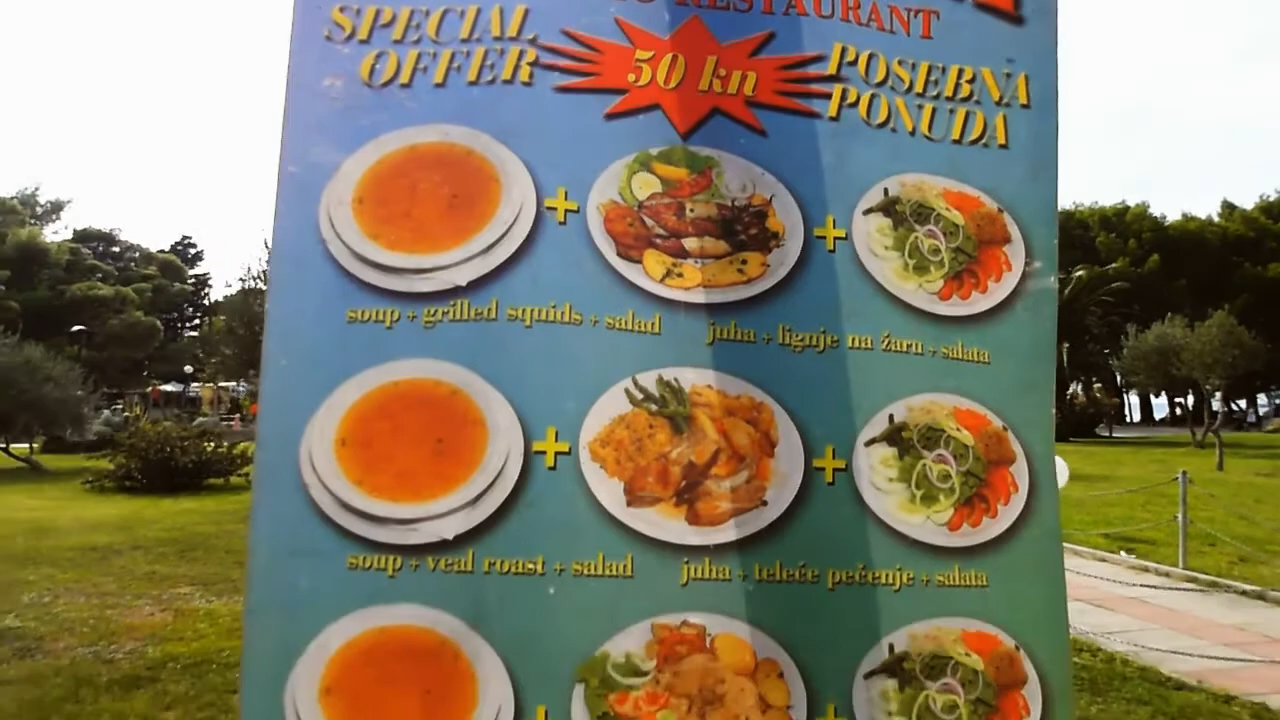 RESTAURANT
SPECIAL
OFFER
50 kn
POSEBNA
PONUDA
+
+
soup + grilled squids + salad
juha + lignje na žaru + salata
+
+
soup + veal roast + salad
juha + teleće pečenje + salata
+
+